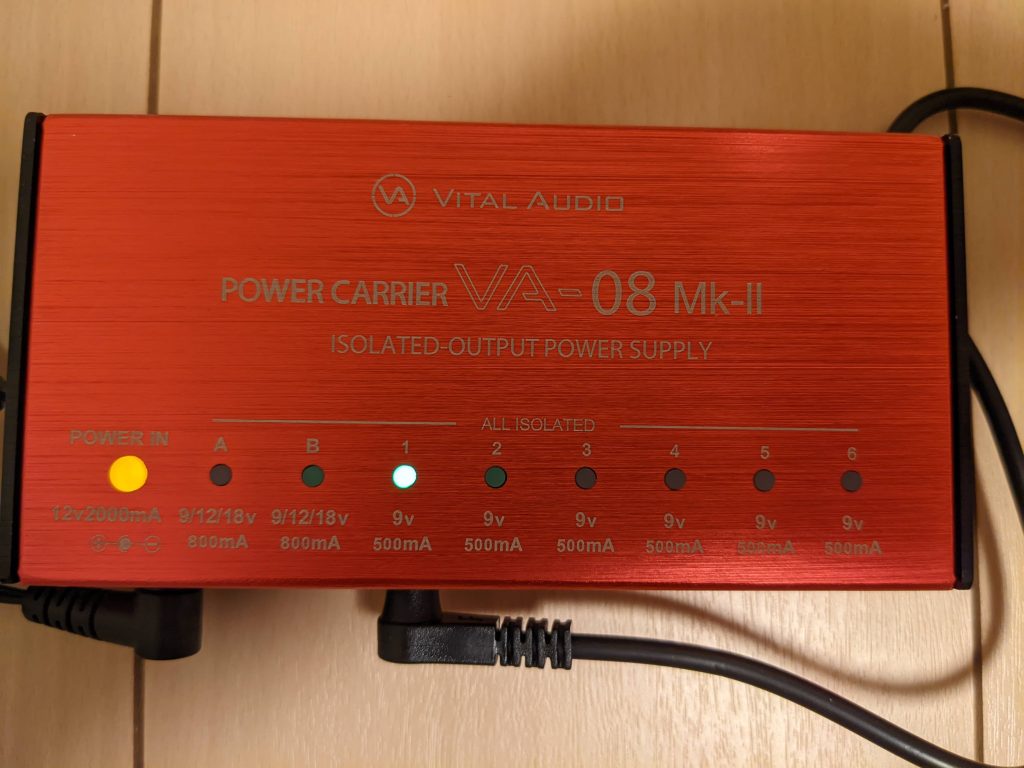 VA VITAL AUDIO
POWER CARRIER VA-08 Mk-II
ISOLATED-OUTPUT POWER SUPPLY
ALL ISOLATED
POWER IN A B 1 2 3 4 5 6
12v2000mA 9/12/18v 9/12/18v 9v 9v 9v 9v 9v 9v
800mA 800mA 500mA 500mA 500mA 500mA 500mA 500mA